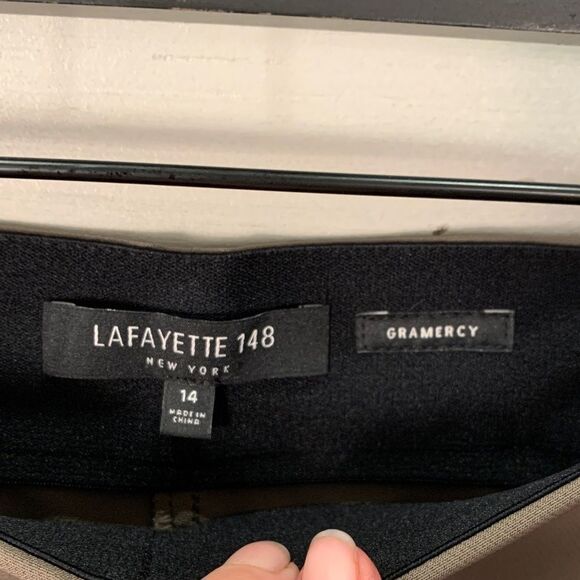 LAFAYETTE 148
NEW YORK
14
MADE IN
CHINA
GRAMERCY